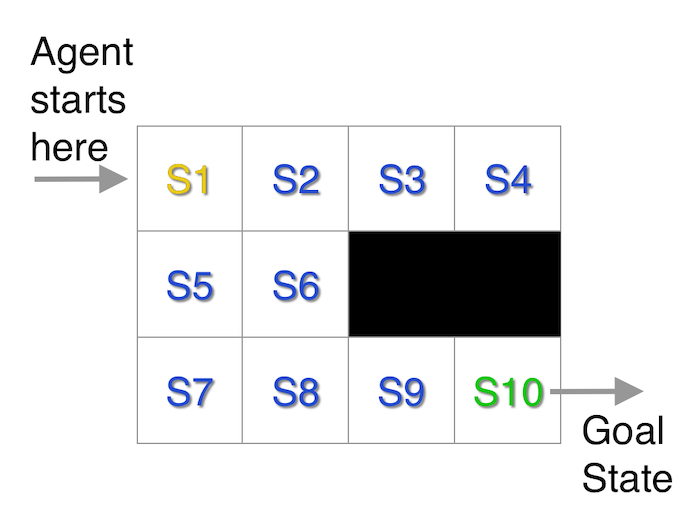 Agent
starts
here
S1 S2 S3 S4
S5 S6
S7 S8 S9 S10
Goal
State